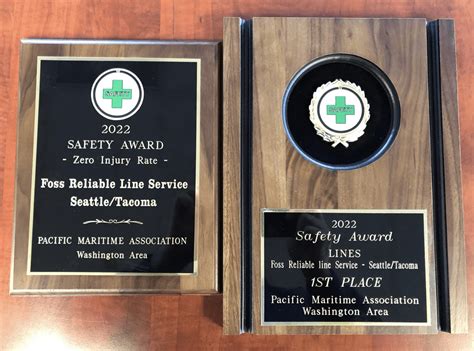 SAFETY
2022
SAFETY AWARD
- Zero Injury Rate -
Foss Reliable Line Service
Seattle/Tacoma
PACIFIC MARITIME ASSOCIATION
Washington Area
2022
Safety Award
LINES
Foss Reliable line Service - Seattle/Tacoma
1ST PLACE
Pacific Maritime Association
Washington Area